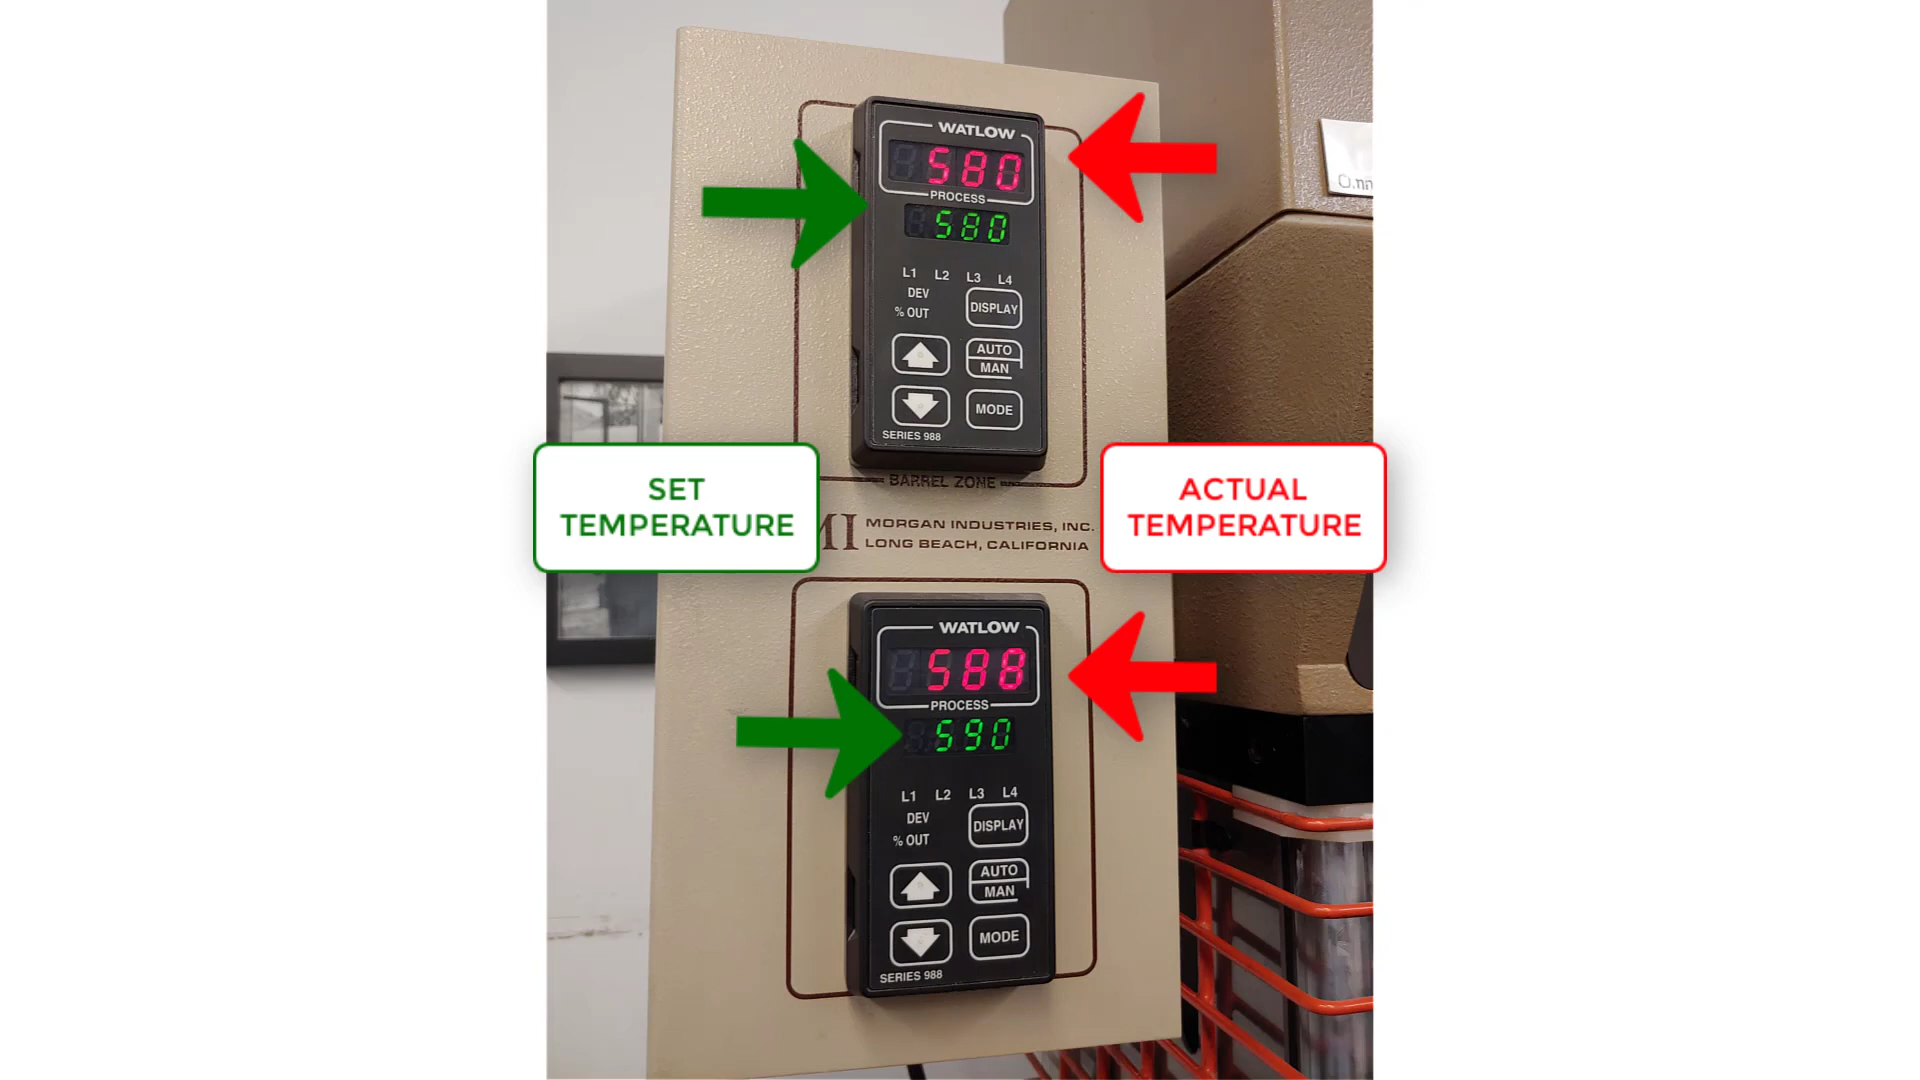 WATLOW
580
PROCESS
580
L1 L2 L3 L4
DEV
% OUT
DISPLAY
AUTO
MAN
MODE
SERIES 988
BARREL ZONE
SET
TEMPERATURE
ACTUAL
TEMPERATURE
MI
MORGAN INDUSTRIES, INC.
LONG BEACH, CALIFORNIA
WATLOW
588
PROCESS
590
L1 L2 L3 L4
DEV
% OUT
DISPLAY
AUTO
MAN
MODE
SERIES 988